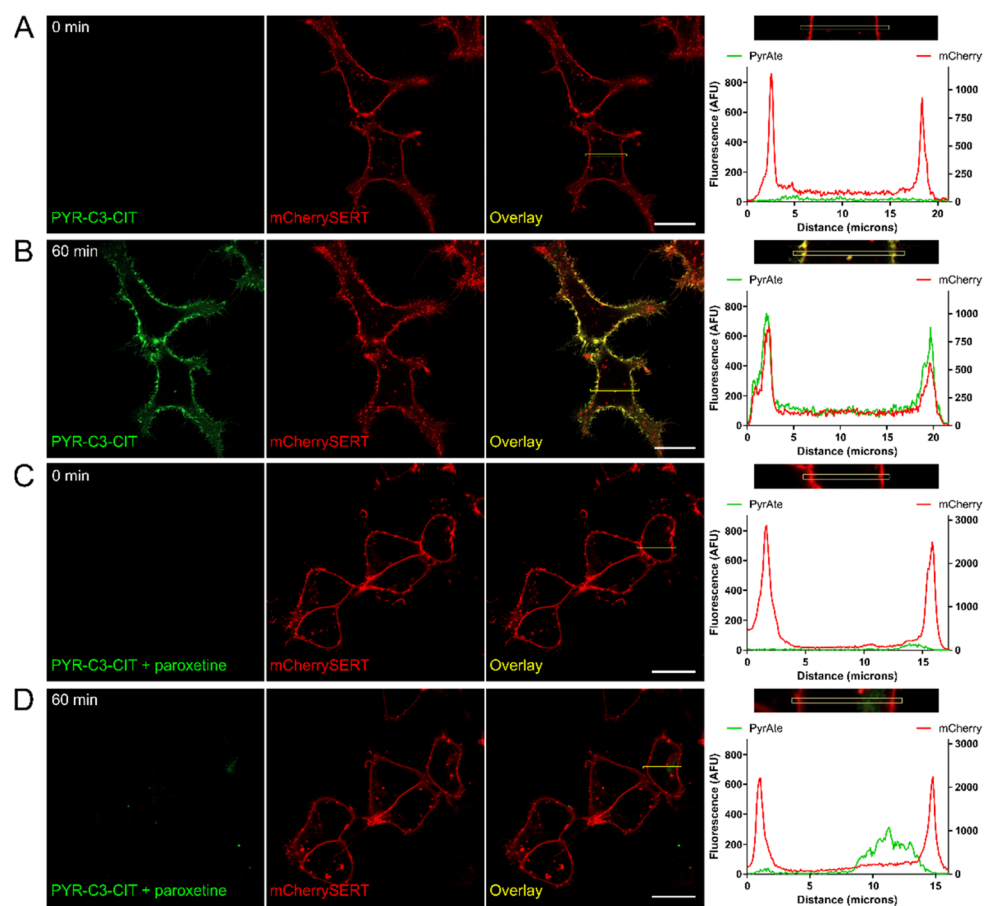 A
0 min
PYR-C3-CIT
mCherrySERT
Overlay
PyrAte
mCherry
Fluorescence (AFU)
800
600
400
200
0
1000
750
500
250
0
0 5 10 15 20
Distance (microns)
B
60 min
PYR-C3-CIT
mCherrySERT
Overlay
PyrAte
mCherry
Fluorescence (AFU)
800
600
400
200
0
1000
750
500
250
0
0 5 10 15 20
Distance (microns)
C
0 min
PYR-C3-CIT + paroxetine
mCherrySERT
Overlay
PyrAte
mCherry
Fluorescence (AFU)
800
600
400
200
0
3000
2000
1000
0
0 5 10 15
Distance (microns)
D
60 min
PYR-C3-CIT + paroxetine
mCherrySERT
Overlay
PyrAte
mCherry
Fluorescence (AFU)
800
600
400
200
0
3000
2000
1000
0
0 5 10 15
Distance (microns)